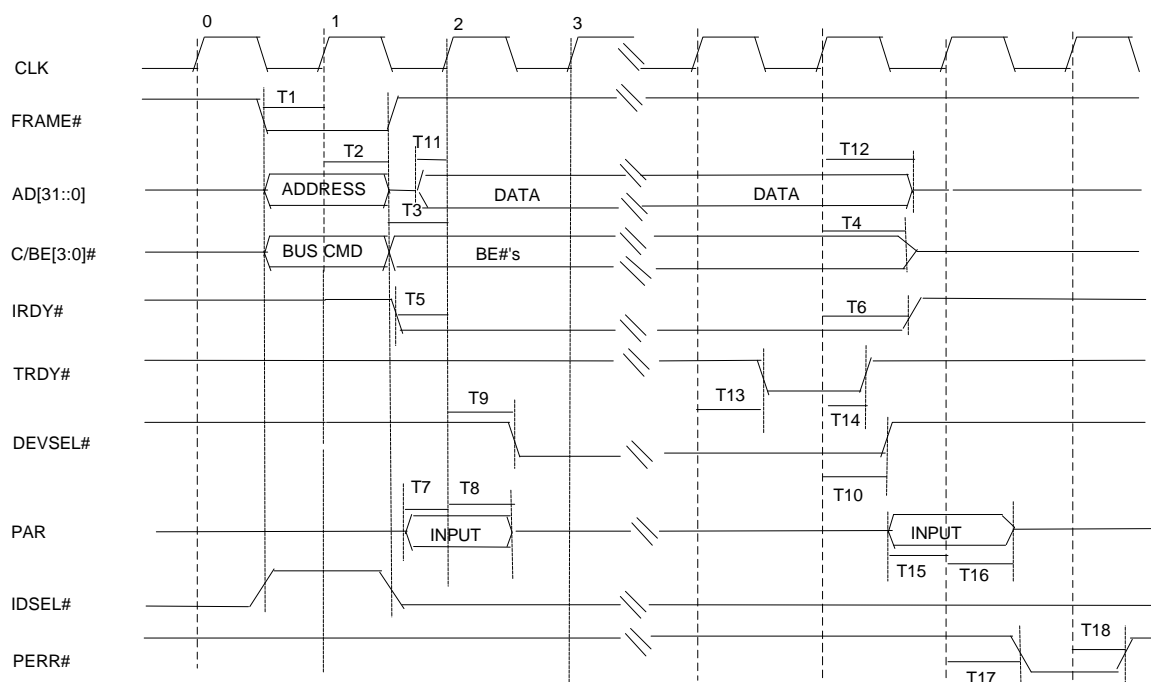 0 1 2 3
CLK
T1
FRAME#
T2 T11 T12
AD[31::0] ADDRESS DATA DATA
T3
T4
C/BE[3:0]# BUS CMD BE#'s
T5 T6
IRDY#
TRDY#
T9 T13 T14
DEVSEL#
T7 T8 T10
PAR INPUT INPUT
T15 T16
IDSEL#
T18
PERR#
T17